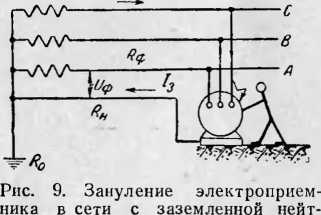 C
B
Rф
A
Uф
I₃
Rн
R₀
Рис. 9. Зануление электроприем-
ника в сети с заземленной нейт-